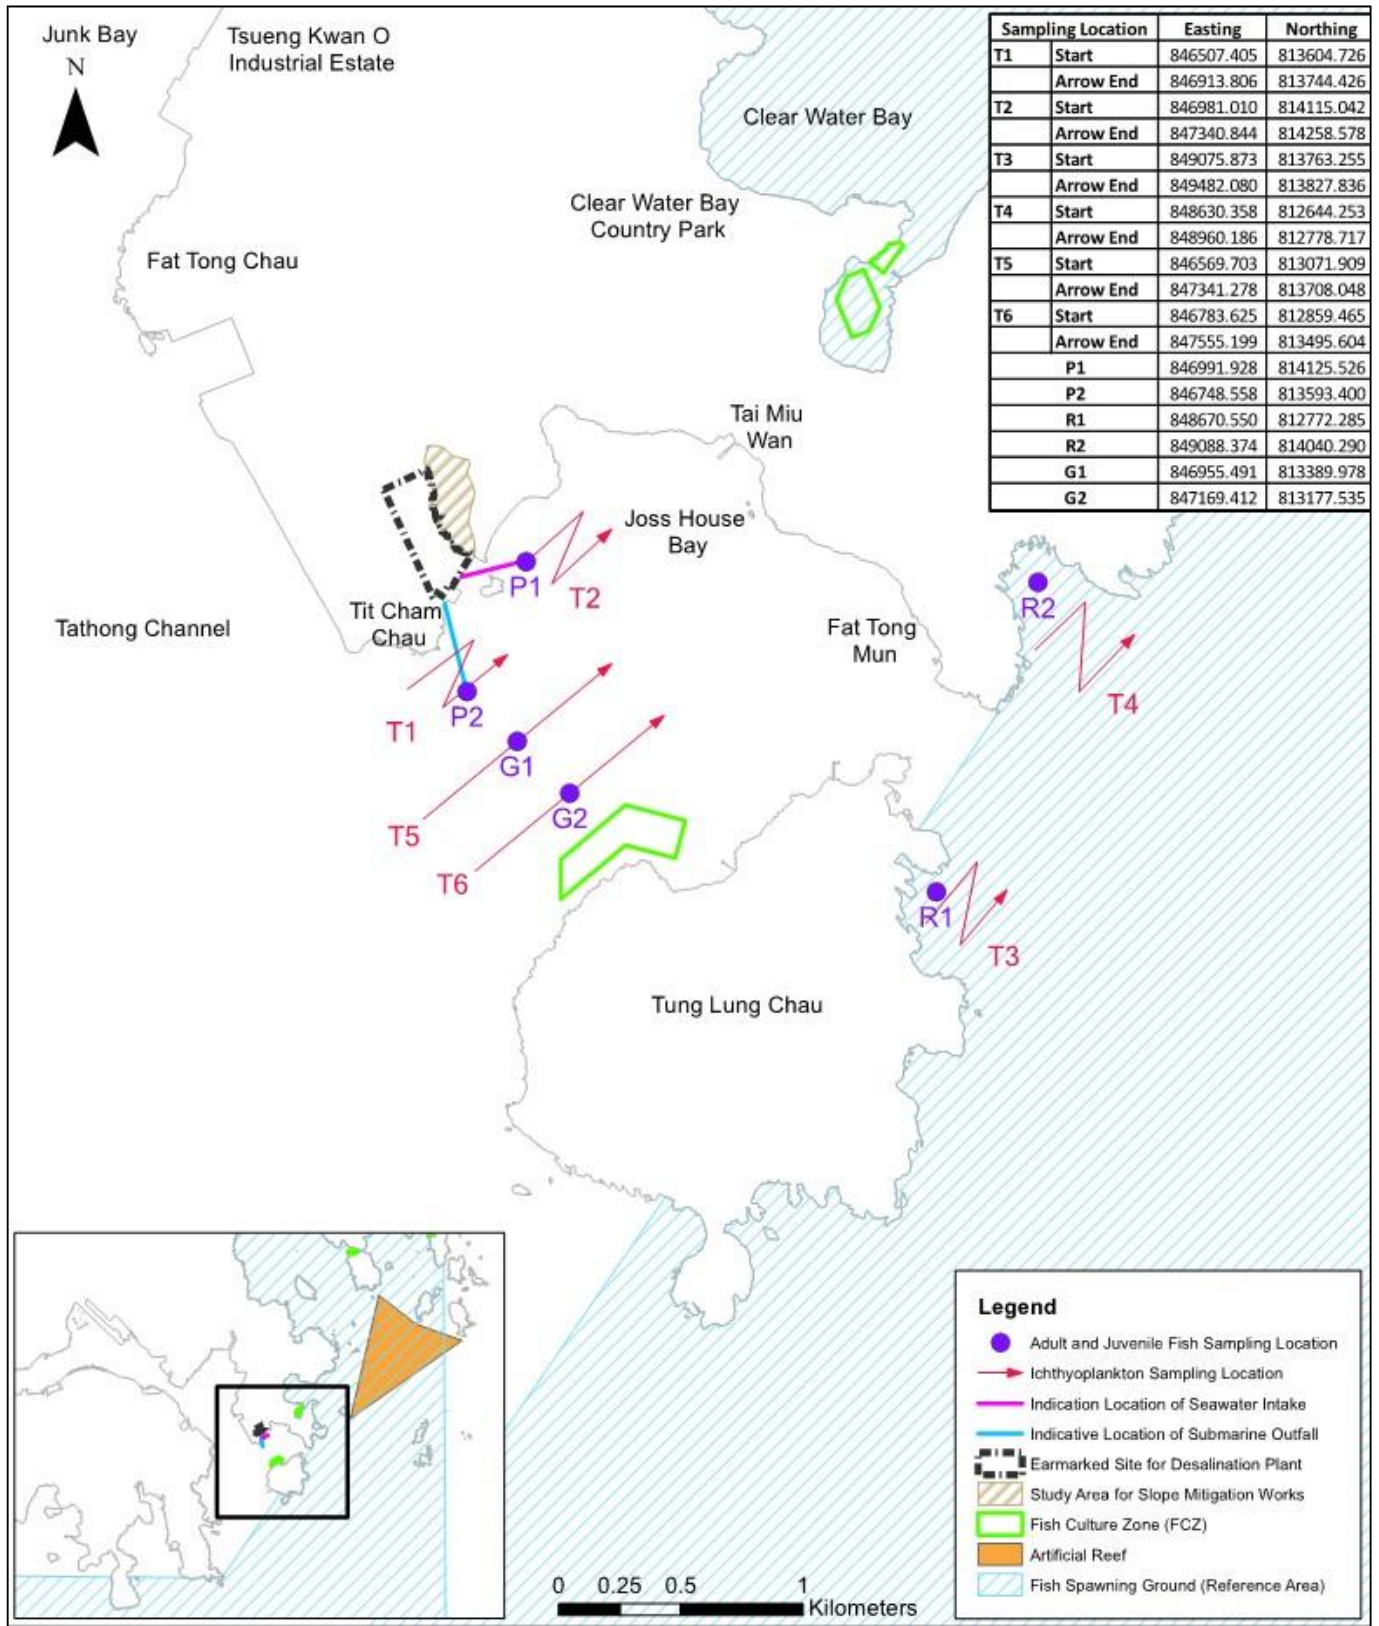 Junk Bay
N
Tsueng Kwan O
Industrial Estate
Clear Water Bay
Clear Water Bay
Country Park
Fat Tong Chau
Tai Miu
Wan
Joss House
Bay
P1
T2
Tit Cham
Chau
Tathong Channel
Fat Tong
Mun
R2
T4
T1
P2
G1
T5
G2
T6
R1
T3
Tung Lung Chau
Sampling Location Easting Northing
T1 Start 846507.405 813604.726
Arrow End 846913.806 813744.426
T2 Start 846981.010 814115.042
Arrow End 847340.844 814258.578
T3 Start 849075.873 813763.255
Arrow End 849482.080 813827.836
T4 Start 848630.358 812644.253
Arrow End 848960.186 812778.717
T5 Start 846569.703 813071.909
Arrow End 847341.278 813708.048
T6 Start 846783.625 812859.465
Arrow End 847555.199 813495.604
P1 846991.928 814125.526
P2 846748.558 813593.400
R1 848670.550 812772.285
R2 849088.374 814040.290
G1 846955.491 813389.978
G2 847169.412 813177.535
Legend
Adult and Juvenile Fish Sampling Location
Ichthyoplankton Sampling Location
Indication Location of Seawater Intake
Indicative Location of Submarine Outfall
Earmarked Site for Desalination Plant
Study Area for Slope Mitigation Works
Fish Culture Zone (FCZ)
Artificial Reef
Fish Spawning Ground (Reference Area)
0 0.25 0.5 1
Kilometers